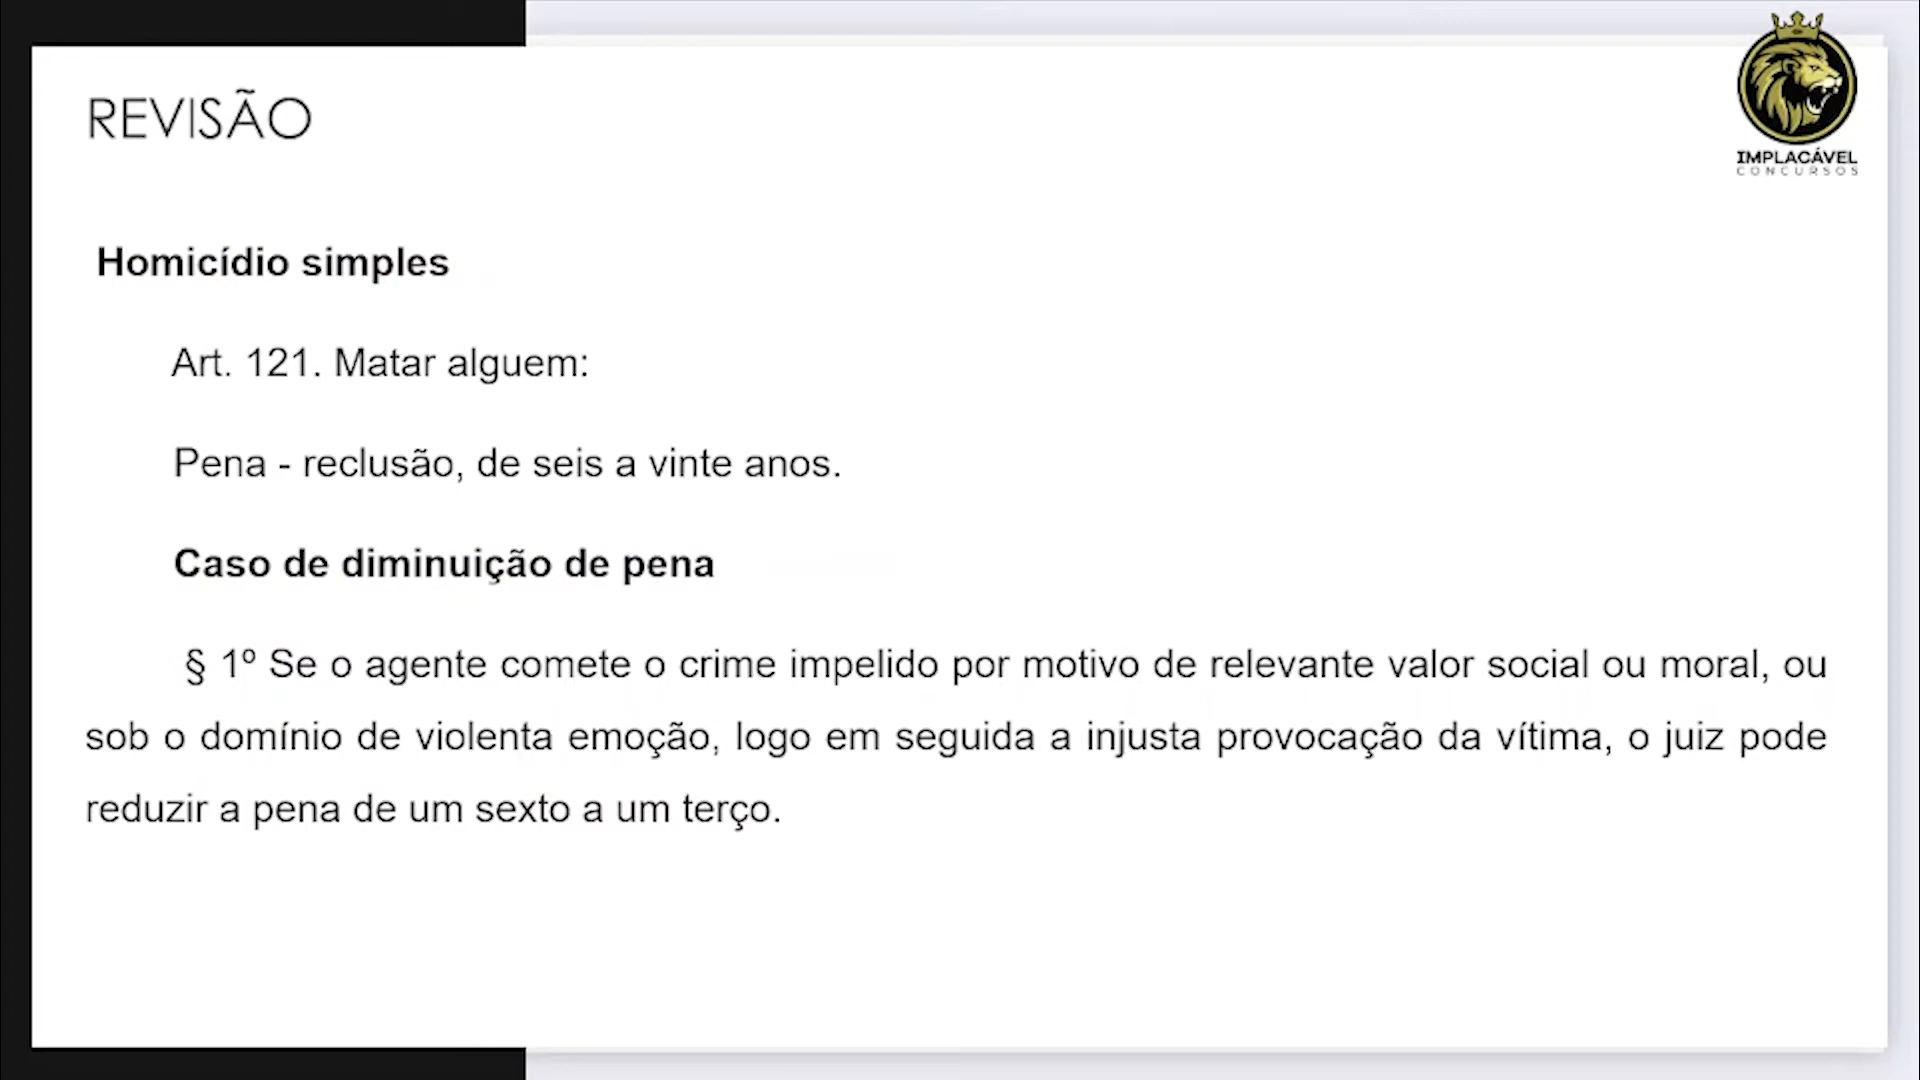 IMPLACÁVEL
CONCURSOS
REVISÃO
Homicídio simples
Art. 121. Matar alguem:
Pena - reclusão, de seis a vinte anos.
Caso de diminuição de pena
§ 1º Se o agente comete o crime impelido por motivo de relevante valor social ou moral, ou
sob o domínio de violenta emoção, logo em seguida a injusta provocação da vítima, o juiz pode
reduzir a pena de um sexto a um terço.